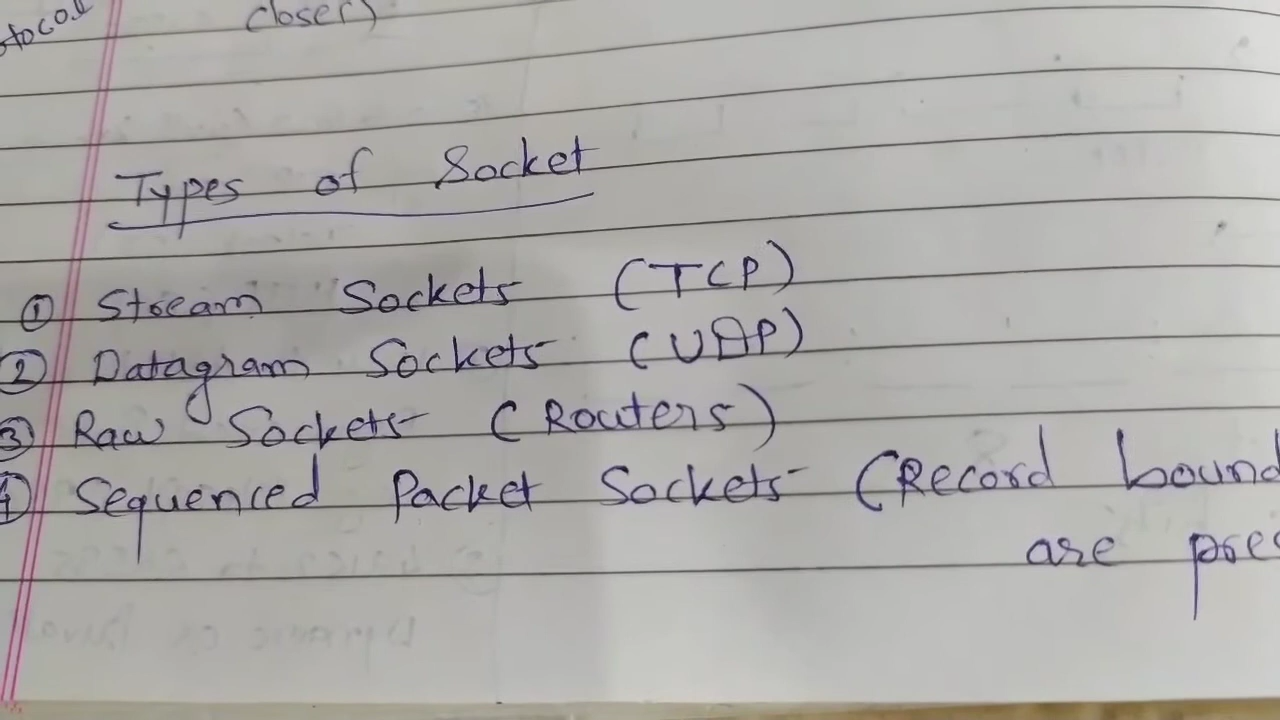 closer)
Types of Socket
① Stream Sockets (TCP)
② Datagram Sockets (UDP)
③ Raw Sockets (Routers)
④ Sequenced Packet Sockets (Record bound
are pre